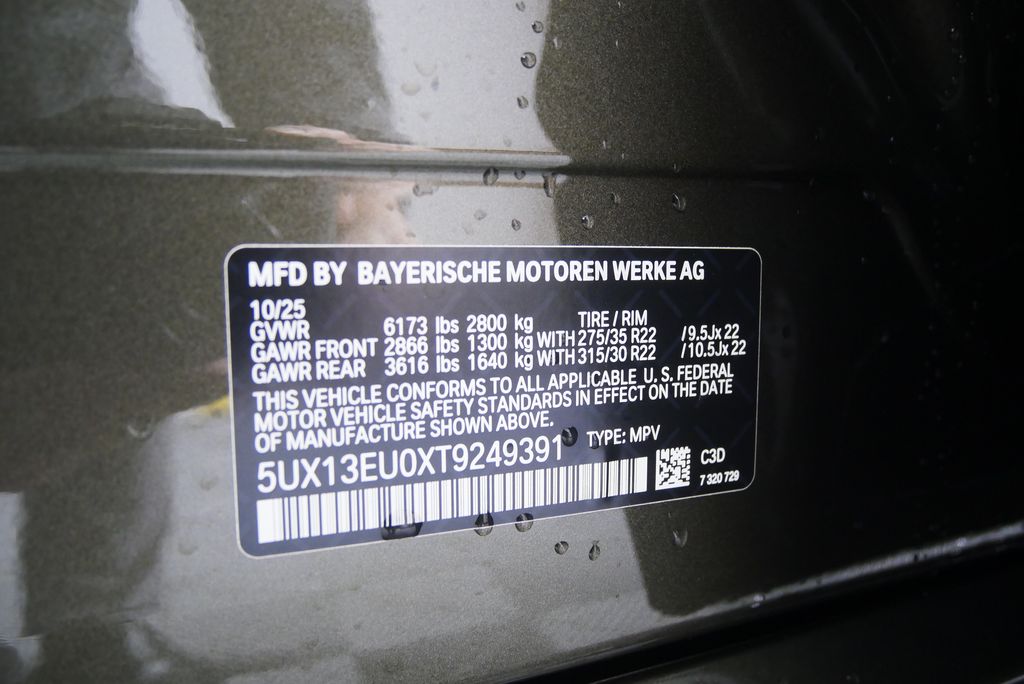 MFD BY BAYERISCHE MOTOREN WERKE AG
10/25 TIRE / RIM
GVWR 6173 lbs 2800 kg
GAWR FRONT 2866 lbs 1300 kg WITH 275/35 R22 /9.5Jx 22
GAWR REAR 3616 lbs 1640 kg WITH 315/30 R22 /10.5Jx 22
THIS VEHICLE CONFORMS TO ALL APPLICABLE U. S. FEDERAL
MOTOR VEHICLE SAFETY STANDARDS IN EFFECT ON THE DATE
OF MANUFACTURE SHOWN ABOVE.
5UX13EU0XT9249391 TYPE: MPV
C3D
7 320 729